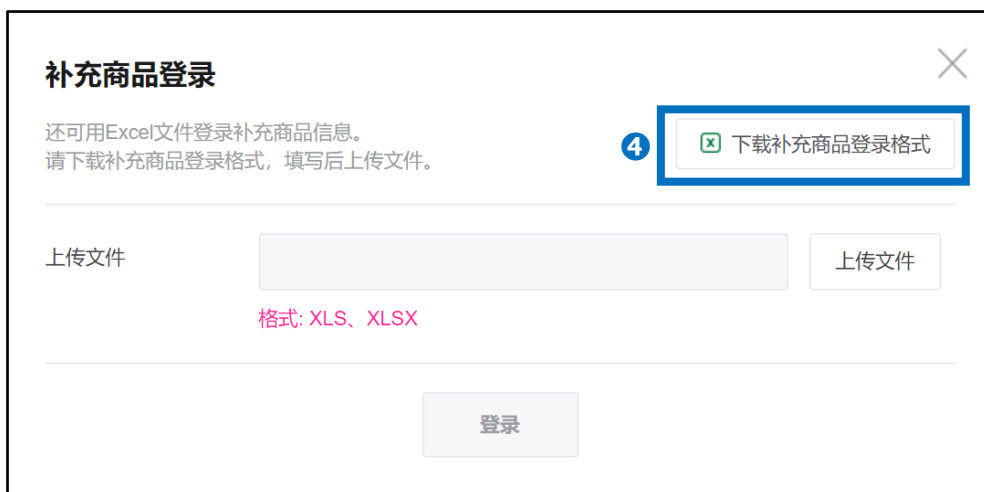 补充商品登录
还可用Excel文件登录补充商品信息。
请下载补充商品登录格式，填写后上传文件。
❹
下载补充商品登录格式
上传文件
上传文件
格式: XLS、XLSX
登录